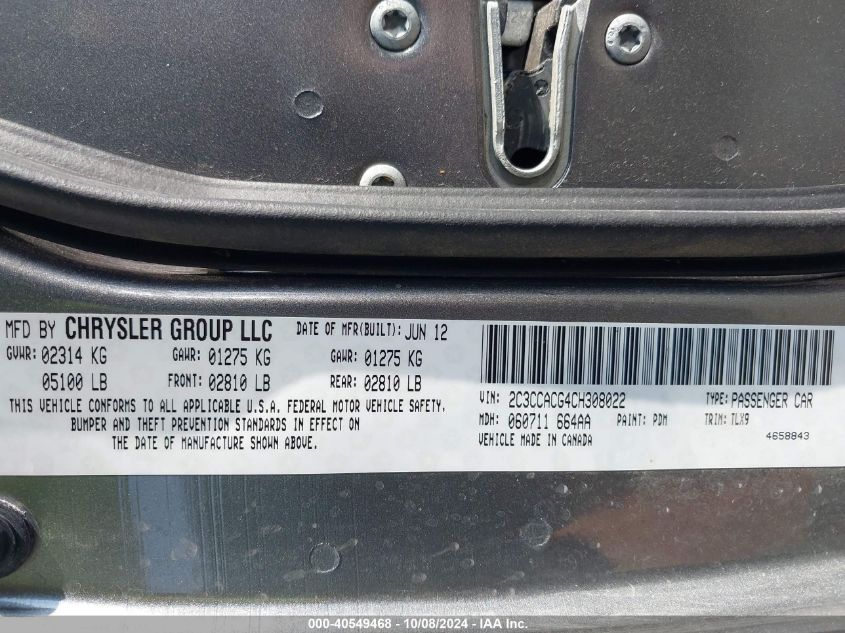 MFD BY CHRYSLER GROUP LLC DATE OF MFR(BUILT): JUN 12
GVWR: 02314 KG GAWR: 01275 KG GAWR: 01275 KG
05100 LB FRONT: 02810 LB REAR: 02810 LB
THIS VEHICLE CONFORMS TO ALL APPLICABLE U.S.A. FEDERAL MOTOR VEHICLE SAFETY,
BUMPER AND THEFT PREVENTION STANDARDS IN EFFECT ON
THE DATE OF MANUFACTURE SHOWN ABOVE.
VIN: 2C3CCACG4CH308022 TYPE: PASSENGER CAR
MDH: 060711 664AA PAINT: PDM TRIM: TLX9
VEHICLE MADE IN CANADA 4658843
000-40549468 - 10/08/2024 - IAAI.com